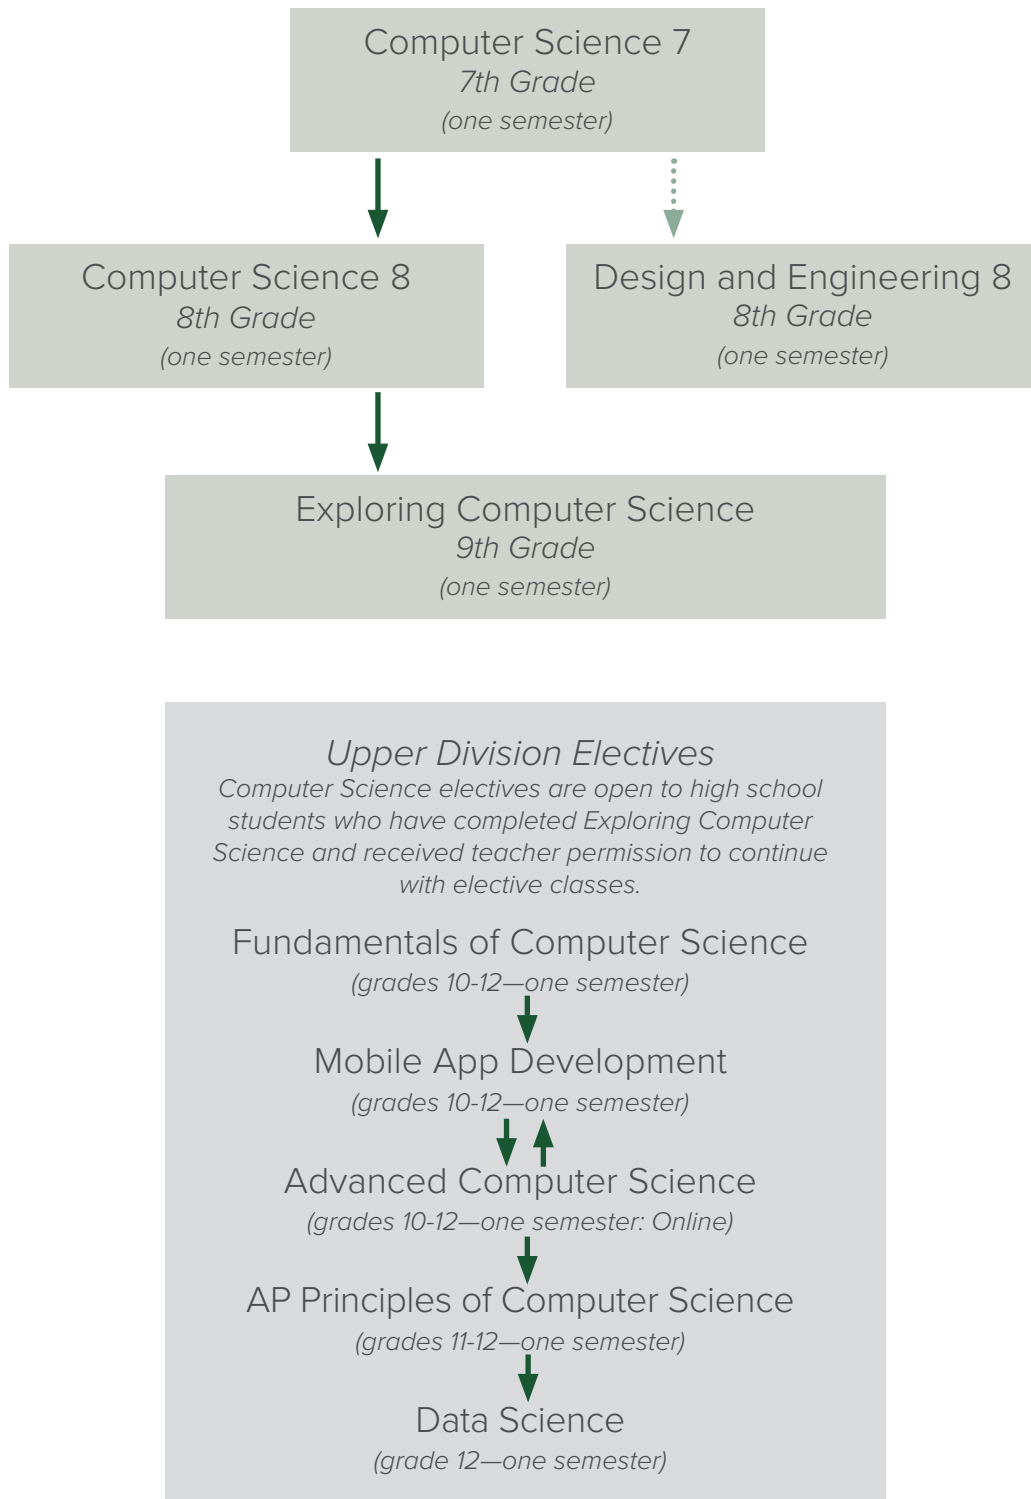 Computer Science 7
7th Grade
(one semester)
Computer Science 8
8th Grade
(one semester)
Design and Engineering 8
8th Grade
(one semester)
Exploring Computer Science
9th Grade
(one semester)
Upper Division Electives
Computer Science electives are open to high school
students who have completed Exploring Computer
Science and received teacher permission to continue
with elective classes.
Fundamentals of Computer Science
(grades 10-12—one semester)
Mobile App Development
(grades 10-12—one semester)
Advanced Computer Science
(grades 10-12—one semester: Online)
AP Principles of Computer Science
(grades 11-12—one semester)
Data Science
(grade 12—one semester)